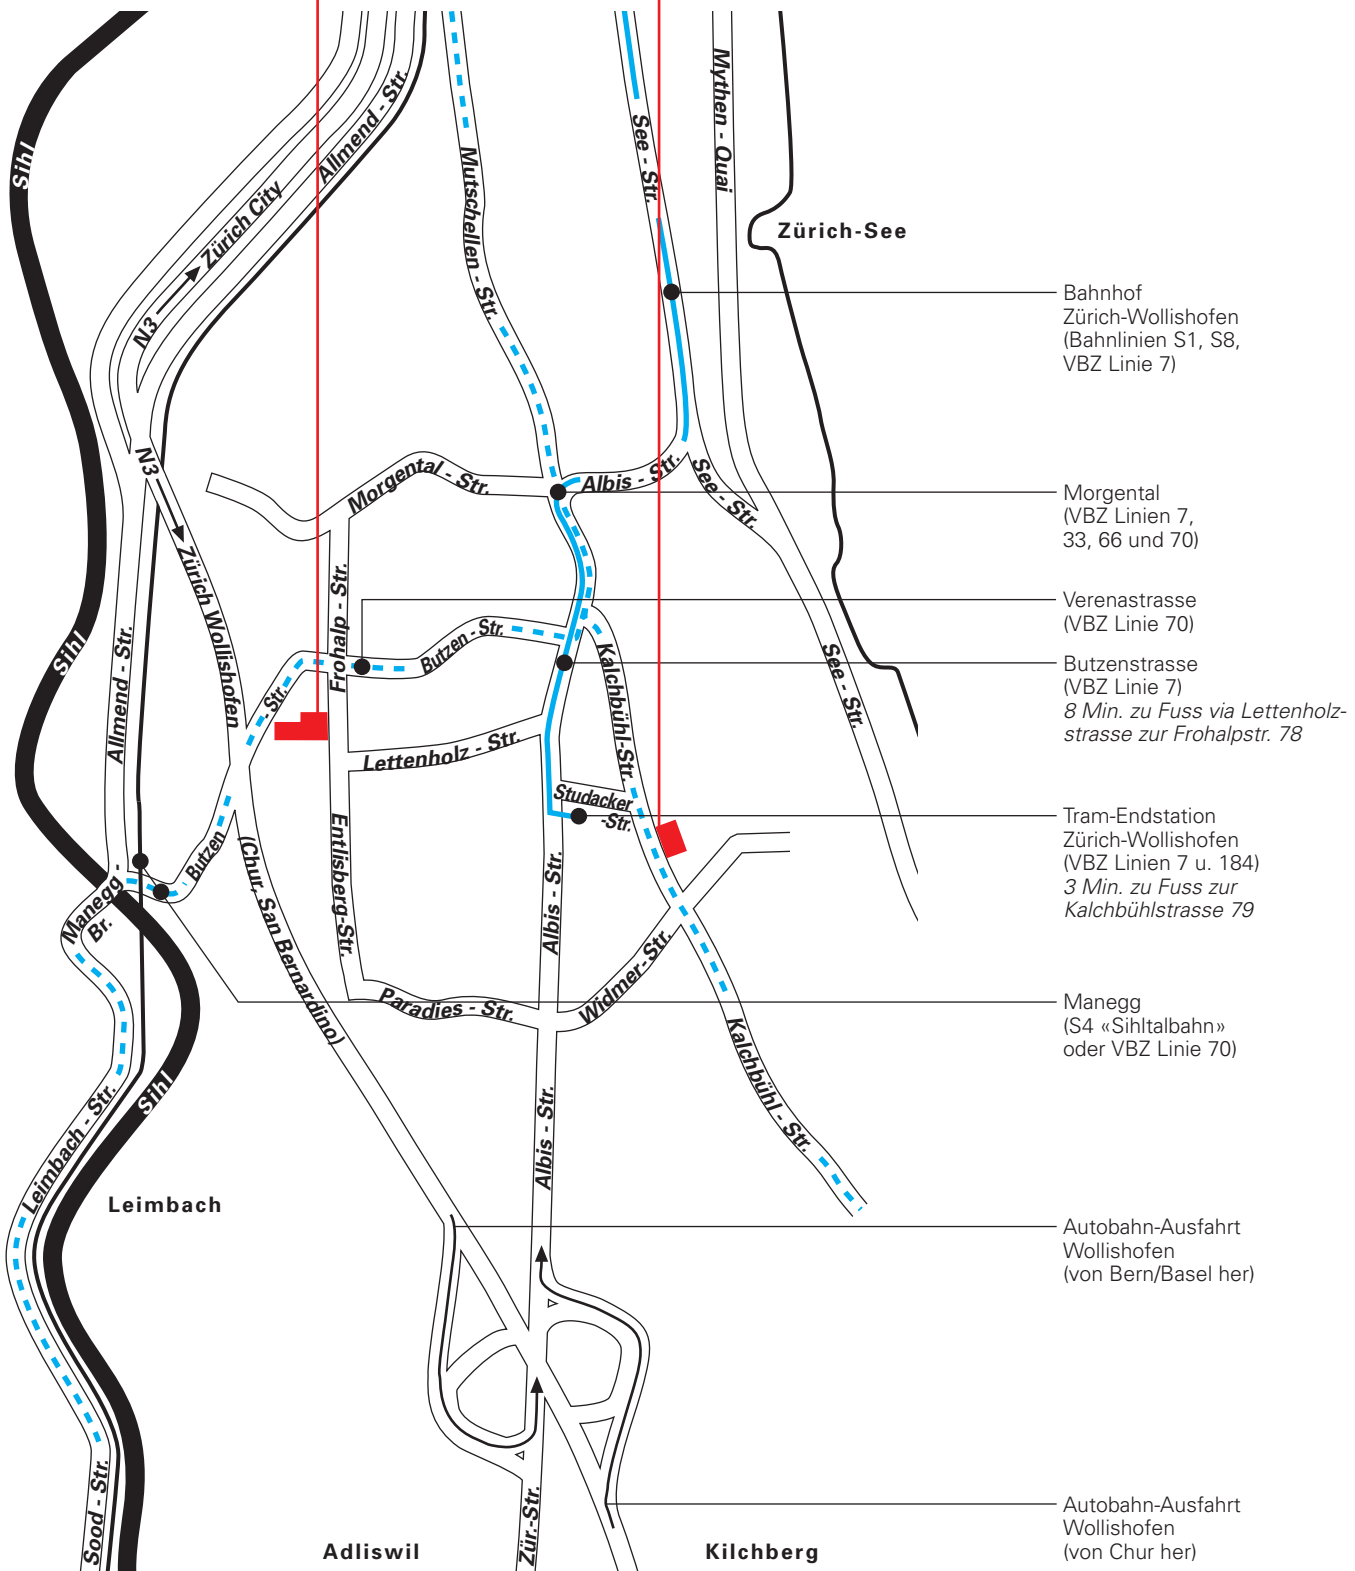 Sihl
Allmend - Str.
Zürich City
N3
Mutschellen - Str.
See - Str.
Mythen - Quai
Zürich-See
Bahnhof
Zürich-Wollishofen
(Bahnlinien S1, S8,
VBZ Linie 7)
N3
Zürich Wollishofen
Morgental - Str.
Albis - Str.
See - Str.
Morgental
(VBZ Linien 7,
33, 66 und 70)
Sihl
Allmend - Str.
Frohalp - Str.
Butzen - Str.
- Str.
Kalchbühl-Str.
See - Str.
Verenastrasse
(VBZ Linie 70)
Butzenstrasse
(VBZ Linie 7)
8 Min. zu Fuss via Lettenholz-
strasse zur Frohalpstr. 78
Lettenholz - Str.
Studacker
-Str.
Tram-Endstation
Zürich-Wollishofen
(VBZ Linien 7 u. 184)
3 Min. zu Fuss zur
Kalchbühlstrasse 79
Butzen
Manegg -
Br.
(Chur, San Bernardino)
Entlisberg-Str.
Albis - Str.
Paradies - Str.
Widmer-Str.
Manegg
(S4 «Sihltalbahn»
oder VBZ Linie 70)
Kalchbühl - Str.
Sihl
Leimbach - Str.
Albis - Str.
Leimbach
Autobahn-Ausfahrt
Wollishofen
(von Bern/Basel her)
Sood - Str.
Zür.-Str.
Adliswil
Kilchberg
Autobahn-Ausfahrt
Wollishofen
(von Chur her)